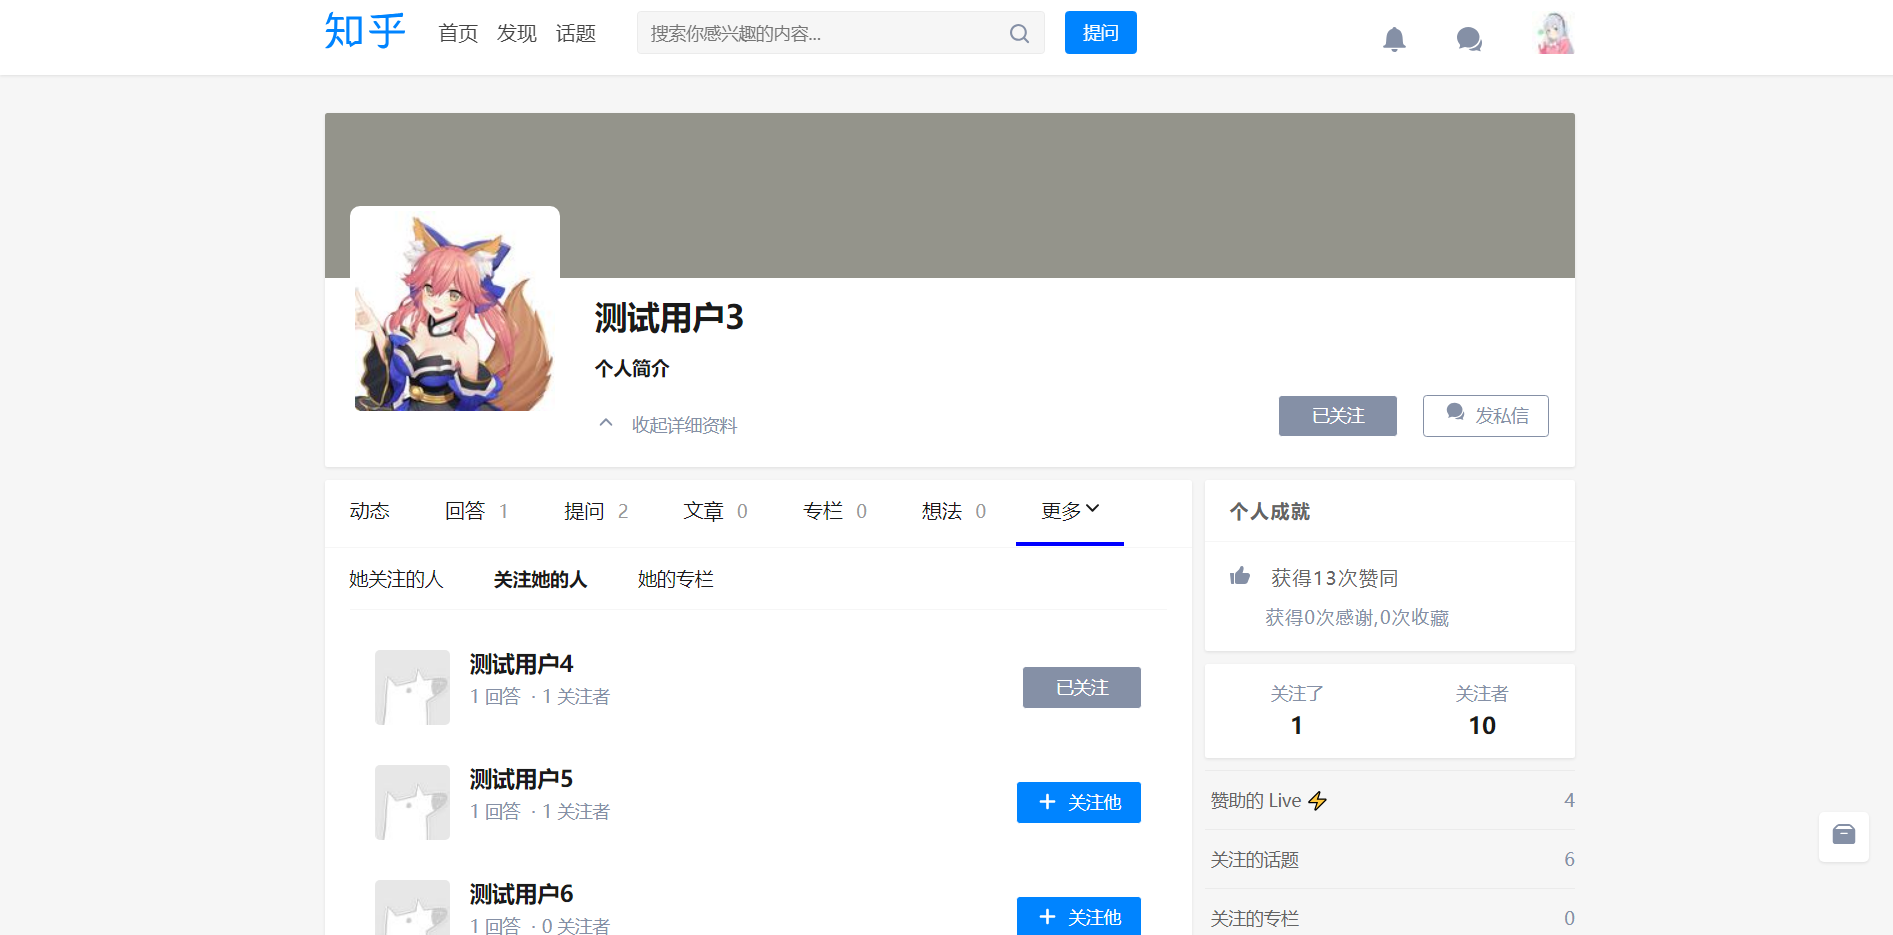 知乎 首页 发现 话题 搜索你感兴趣的内容... 提问
测试用户3
个人简介
收起详细资料
已关注 发私信
动态 回答 1 提问 2 文章 0 专栏 0 想法 0 更多
她关注的人 关注她的人 她的专栏
测试用户4
1 回答 · 1 关注者
已关注
测试用户5
1 回答 · 1 关注者
+ 关注他
测试用户6
1 回答 · 0 关注者
+ 关注他
个人成就
获得13次赞同
获得0次感谢,0次收藏
关注了 关注者
1 10
赞助的 Live ⚡ 4
关注的话题 6
关注的专栏 0